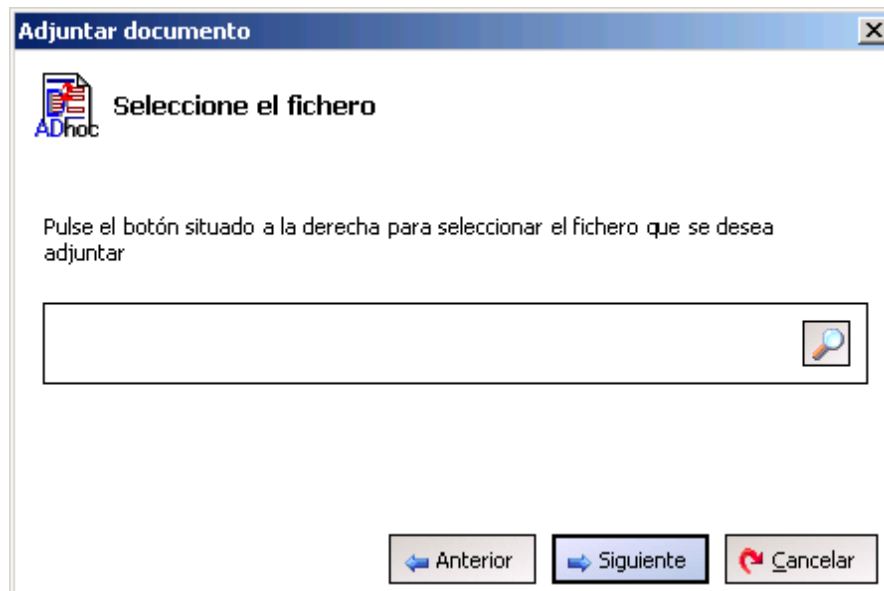 Adjuntar documento
ADhoc
Seleccione el fichero
Pulse el botón situado a la derecha para seleccionar el fichero que se desea
adjuntar
Anterior
Siguiente
Cancelar